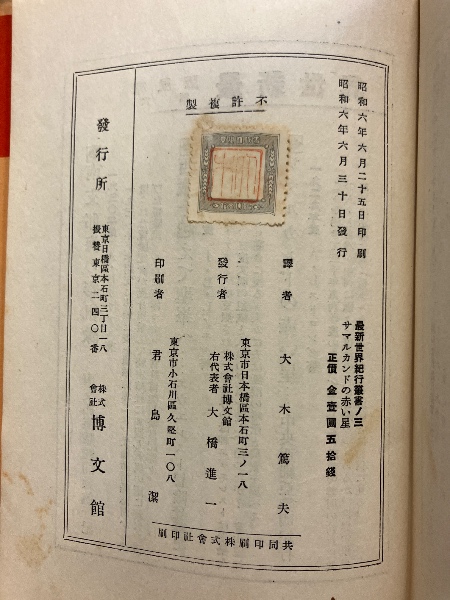 昭和六年六月二十五日印刷
昭和六年六月三十日發行
最新世界紀行叢書ノ三
サマルカンドの赤い星
正價 金壹圓五拾錢
不許複製
譯者 大木篤夫
東京市日本橋區本石町三ノ一八
發行者 株式會社博文館
右代表者 大橋進一
東京市小石川區久堅町一〇八
印刷者 君島潔
發行所
東京日橋區本石町三丁目一八
振替東京二四〇番
株式會社 博文館
共同印刷株式會社印刷